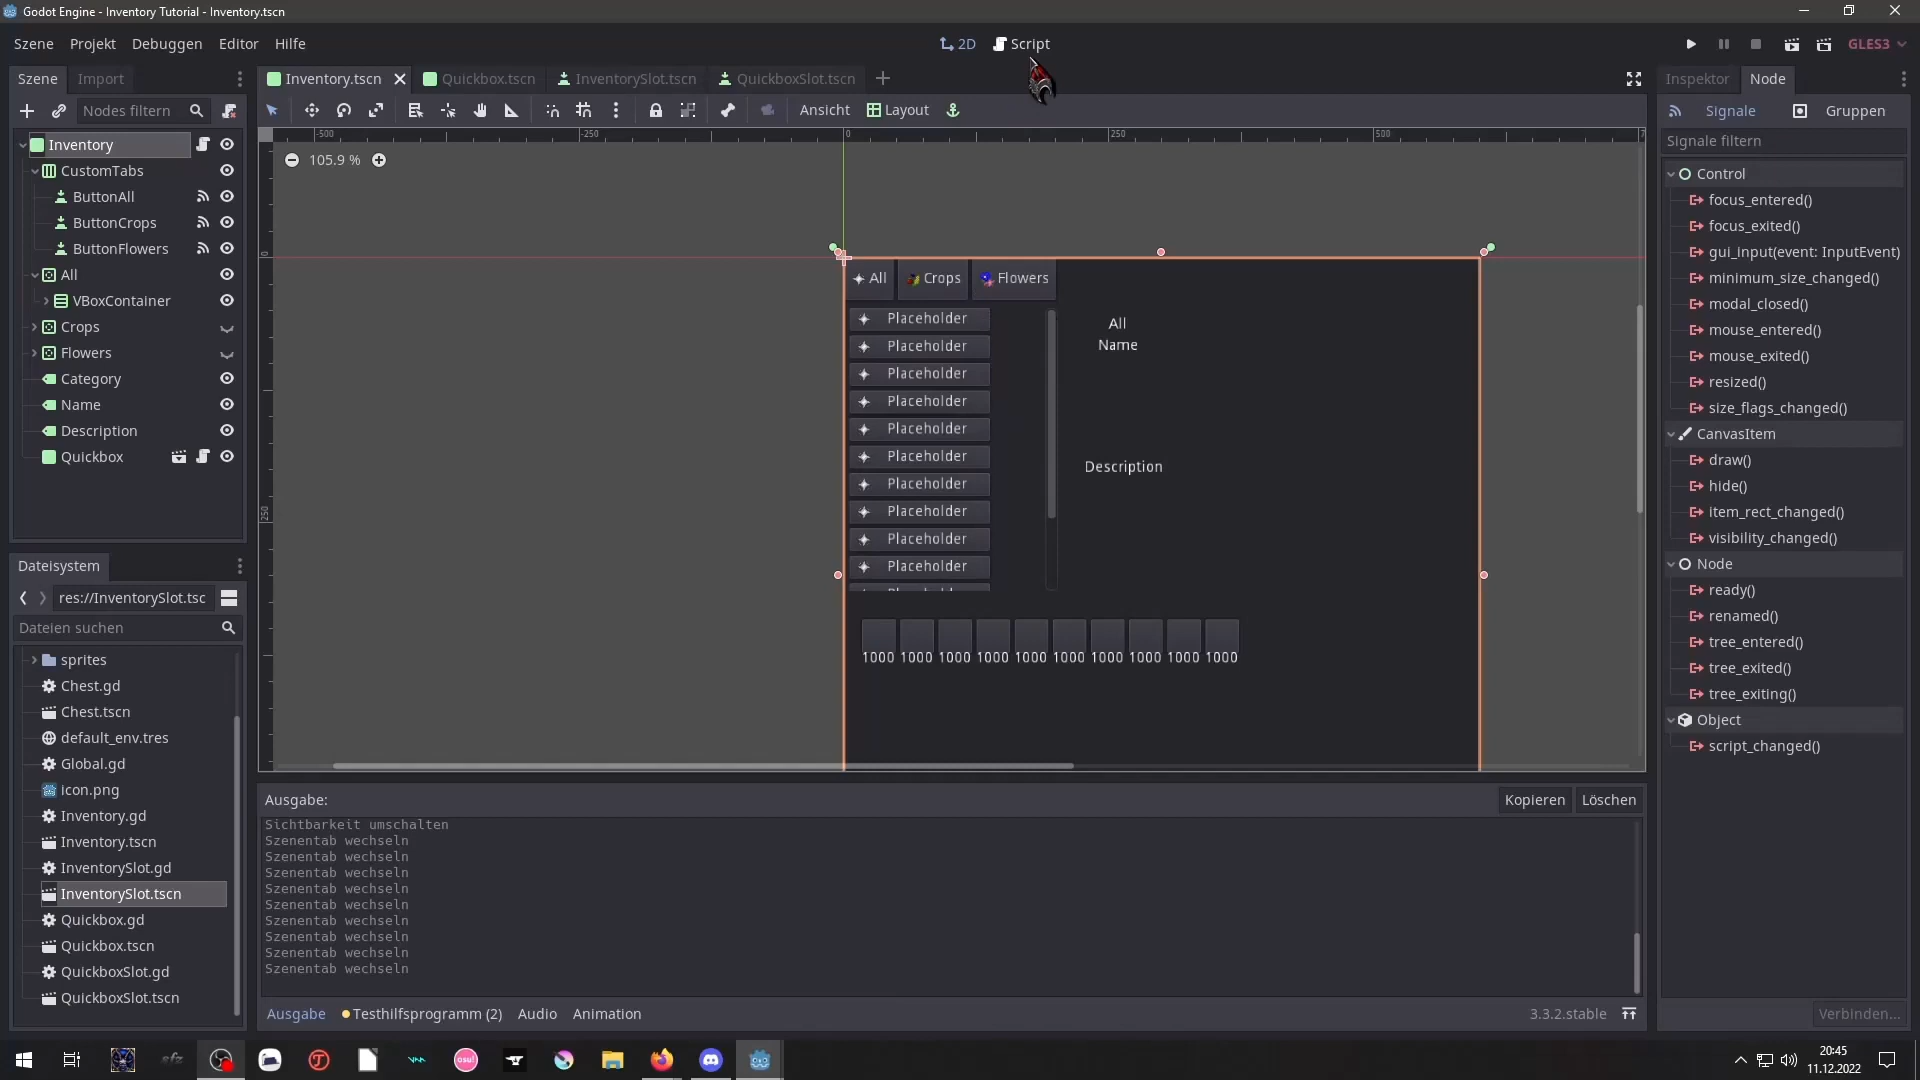 Godot Engine - Inventory Tutorial - Inventory.tscn
Szene Projekt Debuggen Editor Hilfe
2D Script
GLES3
Szene Import
Inventory.tscn Quickbox.tscn InventorySlot.tscn QuickboxSlot.tscn
Inspektor Node
Nodes filtern
Ansicht Layout
Signale Gruppen
-500 -250 0 250 500
Signale filtern
105.9 %
Inventory
CustomTabs
ButtonAll
ButtonCrops
ButtonFlowers
All
VBoxContainer
Crops
Flowers
Category
Name
Description
Quickbox
0
250
All Crops Flowers
Placeholder
Placeholder
Placeholder
Placeholder
Placeholder
Placeholder
Placeholder
Placeholder
Placeholder
Placeholder
All
Name
Description
1000 1000 1000 1000 1000 1000 1000 1000 1000 1000
Control
focus_entered()
focus_exited()
gui_input(event: InputEvent)
minimum_size_changed()
modal_closed()
mouse_entered()
mouse_exited()
resized()
size_flags_changed()
CanvasItem
draw()
hide()
item_rect_changed()
visibility_changed()
Node
ready()
renamed()
tree_entered()
tree_exited()
tree_exiting()
Object
script_changed()
Verbinden...
Dateisystem
res://InventorySlot.tsc
Dateien suchen
sprites
Chest.gd
Chest.tscn
default_env.tres
Global.gd
icon.png
Inventory.gd
Inventory.tscn
InventorySlot.gd
InventorySlot.tscn
Quickbox.gd
Quickbox.tscn
QuickboxSlot.gd
QuickboxSlot.tscn
Ausgabe:
Kopieren Löschen
Sichtbarkeit umschalten
Szenentab wechseln
Szenentab wechseln
Szenentab wechseln
Szenentab wechseln
Szenentab wechseln
Szenentab wechseln
Szenentab wechseln
Szenentab wechseln
Szenentab wechseln
Ausgabe Testhilfsprogramm (2) Audio Animation
3.3.2.stable
sfz
osu!
20:45
11.12.2022